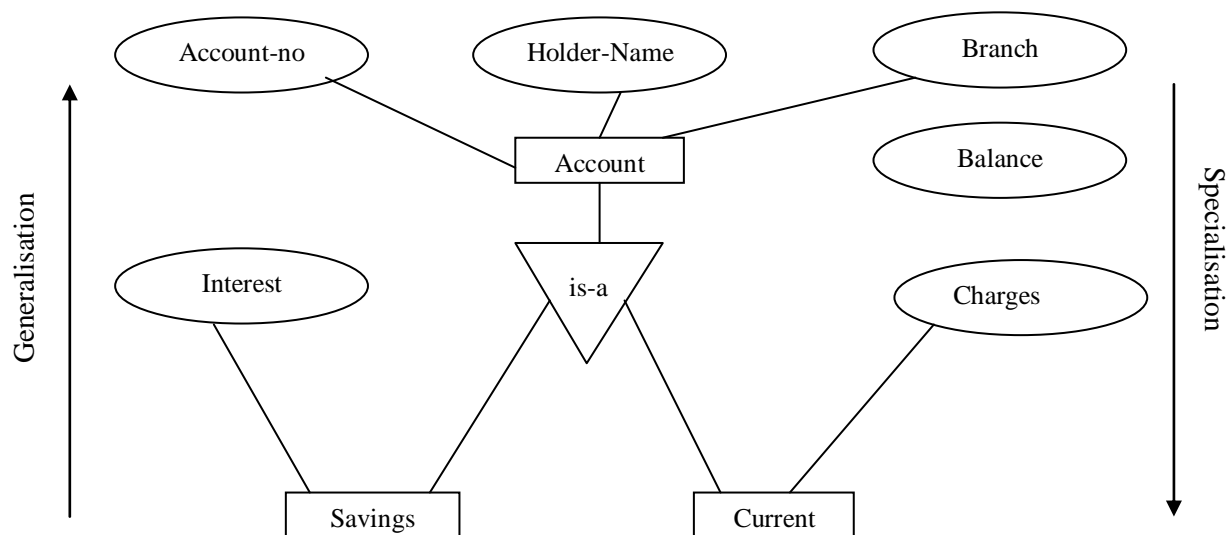 Account-no
Holder-Name
Branch
Account
Balance
Generalisation
Specialisation
Interest
is-a
Charges
Savings
Current